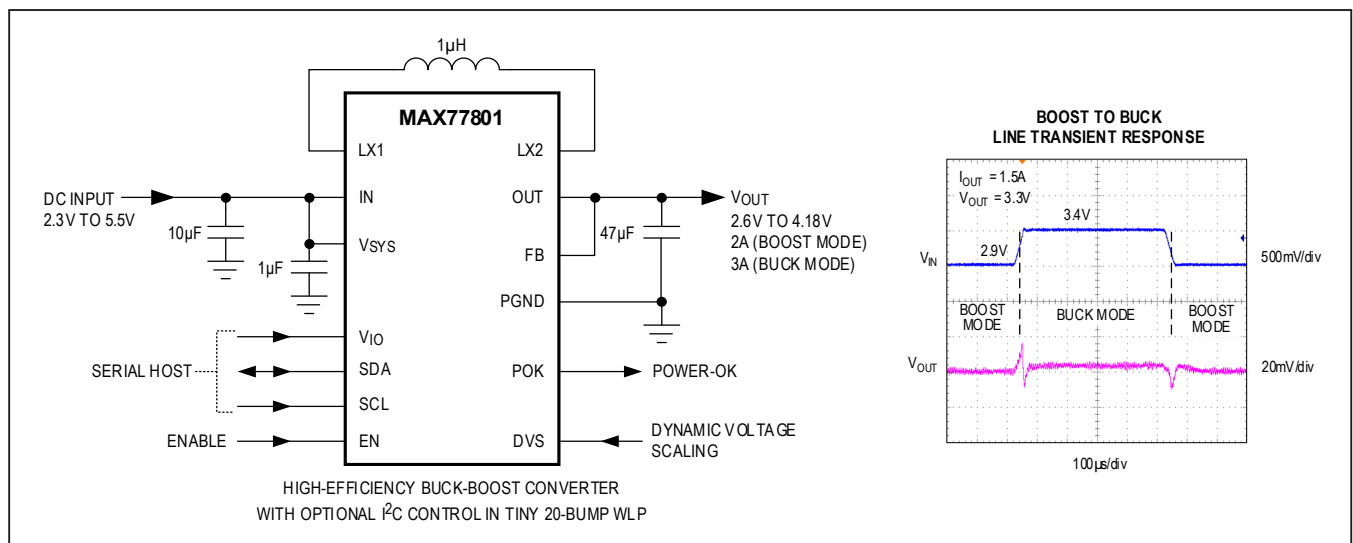 1µH
MAX77801
LX1
LX2
DC INPUT
2.3V TO 5.5V
IN
OUT
VOUT
2.6V TO 4.18V
2A (BOOST MODE)
3A (BUCK MODE)
10µF
VSYS
1µF
47µF
FB
PGND
SERIAL HOST
VIO
SDA
SCL
POK
POWER-OK
ENABLE
EN
DVS
DYNAMIC VOLTAGE
SCALING
HIGH-EFFICIENCY BUCK-BOOST CONVERTER
WITH OPTIONAL I2C CONTROL IN TINY 20-BUMP WLP
BOOST TO BUCK
LINE TRANSIENT RESPONSE
IOUT = 1.5A
VOUT = 3.3V
3.4V
2.9V
VIN
500mV/div
BOOST
MODE
BUCK MODE
BOOST
MODE
VOUT
20mV/div
100µs/div